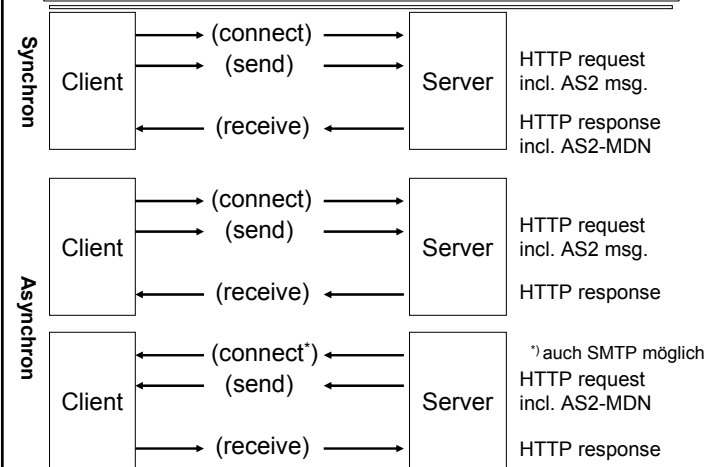 Synchron
Client
(connect)
(send)
(receive)
Server
HTTP request
incl. AS2 msg.
HTTP response
incl. AS2-MDN
Asynchron
Client
(connect)
(send)
(receive)
Server
HTTP request
incl. AS2 msg.
HTTP response
Client
(connect*)
(send)
(receive)
Server
*) auch SMTP möglich
HTTP request
incl. AS2-MDN
HTTP response